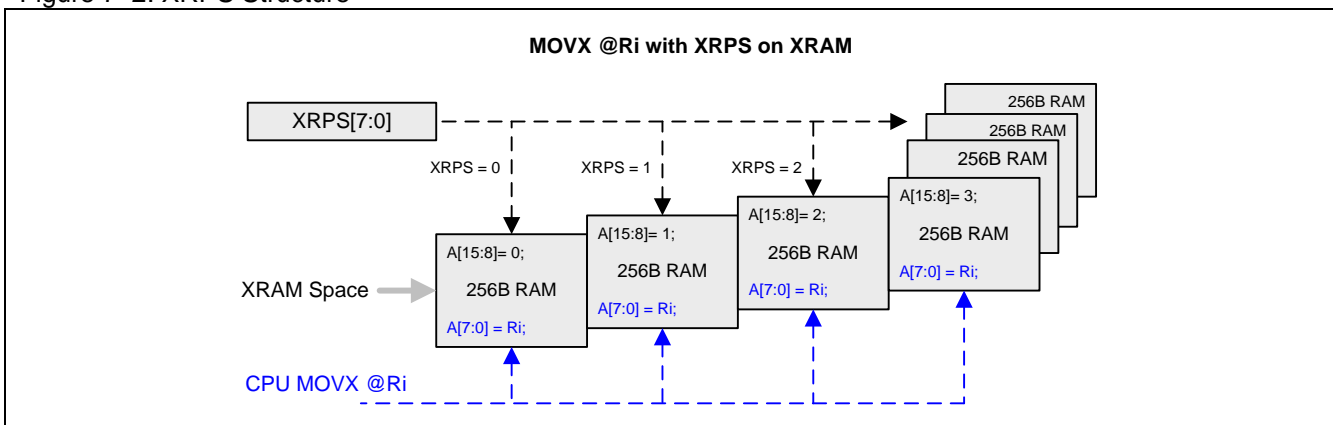 MOVX @Ri with XRPS on XRAM
XRPS[7:0]
256B RAM
256B RAM
256B RAM
XRPS = 0
XRPS = 1
XRPS = 2
A[15:8]= 3;
256B RAM
A[7:0] = Ri;
A[15:8]= 2;
256B RAM
A[7:0] = Ri;
A[15:8]= 1;
256B RAM
A[7:0] = Ri;
A[15:8]= 0;
256B RAM
A[7:0] = Ri;
XRAM Space
CPU MOVX @Ri